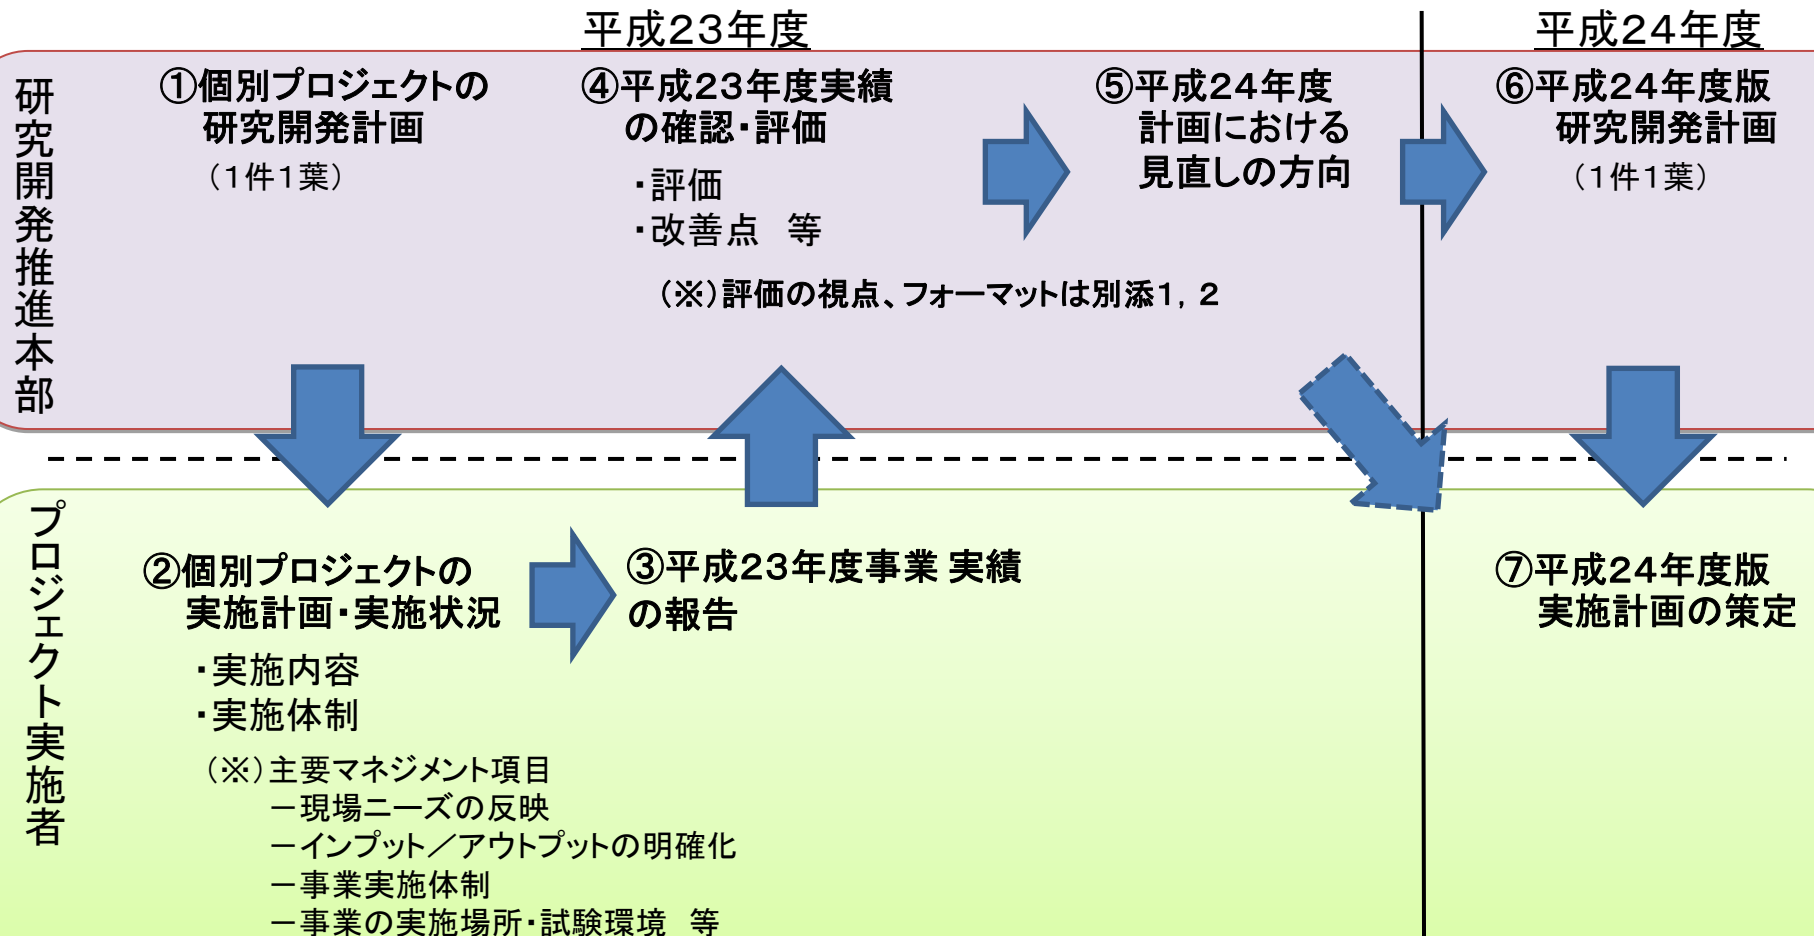 平成23年度
平成24年度
研究開発推進本部
①個別プロジェクトの
研究開発計画
（1件1葉）
④平成23年度実績
の確認・評価
・評価
・改善点　等
（※）評価の視点、フォーマットは別添1，2
⑤平成24年度
計画における
見直しの方向
⑥平成24年度版
研究開発計画
（1件1葉）
プロジェクト実施者
②個別プロジェクトの
実施計画・実施状況
・実施内容
・実施体制
（※）主要マネジメント項目
－現場ニーズの反映
－インプット／アウトプットの明確化
－事業実施体制
－事業の実施場所・試験環境　等
③平成23年度事業 実績
の報告
⑦平成24年度版
実施計画の策定